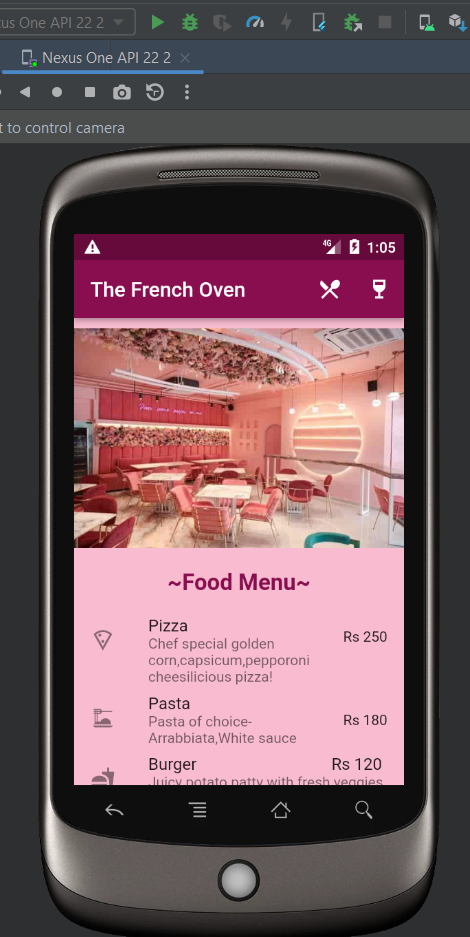 us One API 22 2
Nexus One API 22 2
t to control camera
4G
1:05
The French Oven
~Food Menu~
Pizza
Rs 250
Chef special golden
corn,capsicum,pepporoni
cheesilicious pizza!
Pasta
Rs 180
Pasta of choice-
Arrabbiata,White sauce
Burger
Rs 120
Juicy potato patty with fresh veggies